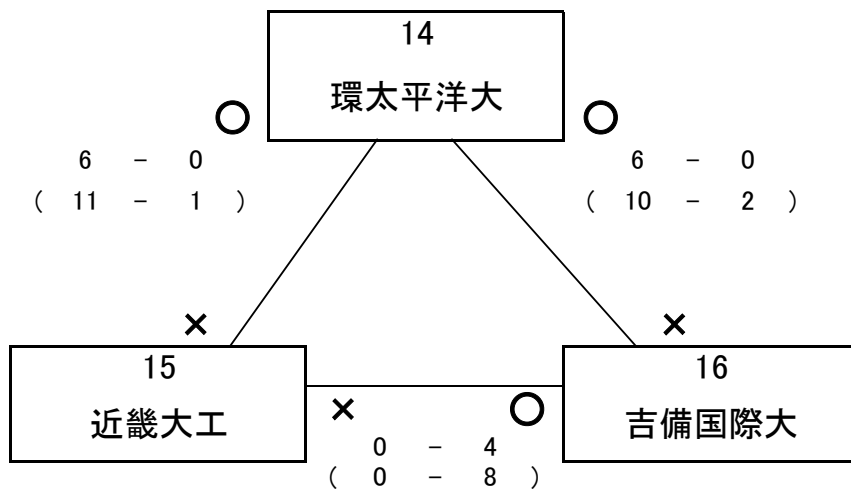 14
環太平洋大
○ ○
6 － 0
（ 11 － 1 ）
6 － 0
（ 10 － 2 ）
× ×
15
近畿大工
16
吉備国際大
× ○
0 － 4
（ 0 － 8 ）